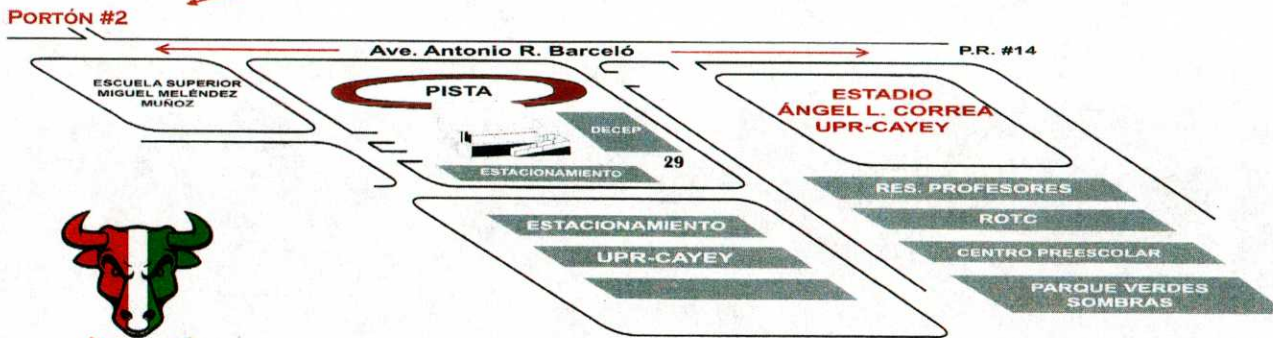 PORTÓN #2
Ave. Antonio R. Barceló
P.R. #14
ESCUELA SUPERIOR
MIGUEL MELÉNDEZ
MUÑOZ
PISTA
DECEP
29
ESTACIONAMIENTO
ESTADIO
ÁNGEL L. CORREA
UPR-CAYEY
RES. PROFESORES
ROTC
CENTRO PREESCOLAR
PARQUE VERDES
SOMBRAS
ESTACIONAMIENTO
UPR-CAYEY